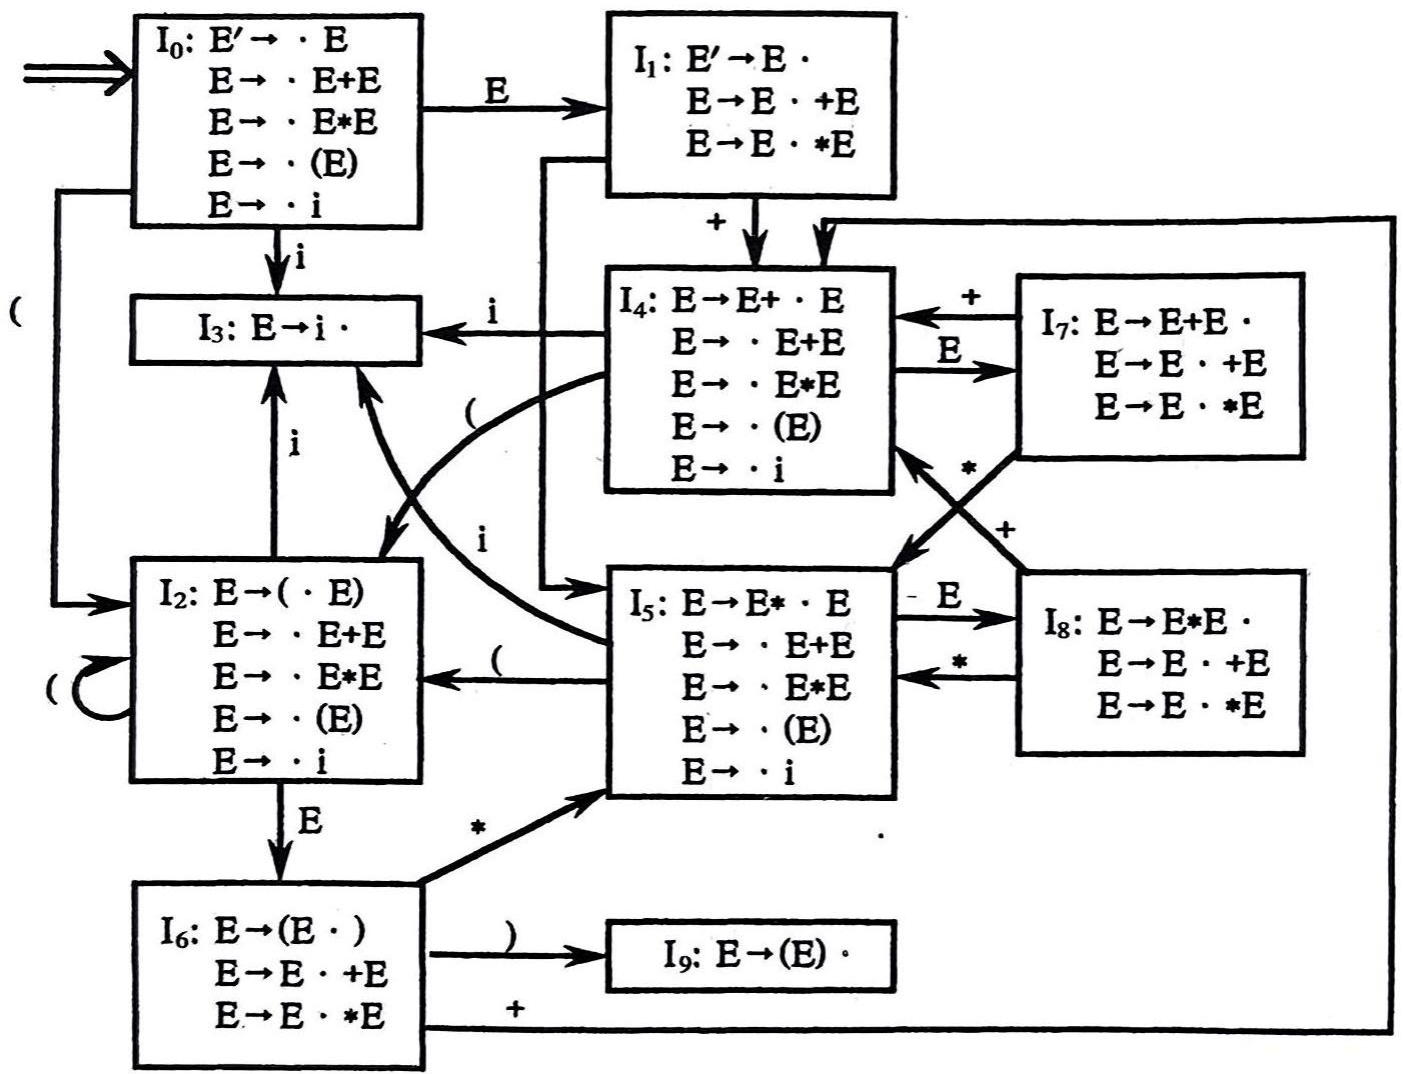 I₀: E′→ · E
E→ · E+E
E→ · E*E
E→ · (E)
E→ · i
E
I₁: E′→E ·
E→E · +E
E→E · *E
(
i
+
I₃: E→i ·
i
I₄: E→E+ · E
E→ · E+E
E→ · E*E
E→ · (E)
E→ · i
+
E
I₇: E→E+E ·
E→E · +E
E→E · *E
(
i
i
*
+
I₂: E→( · E)
E→ · E+E
E→ · E*E
E→ · (E)
E→ · i
(
(
I₅: E→E* · E
E→ · E+E
E→ · E*E
E→ · (E)
E→ · i
E
*
I₈: E→E*E ·
E→E · +E
E→E · *E
E
*
I₆: E→(E · )
E→E · +E
E→E · *E
)
I₉: E→(E) ·
+